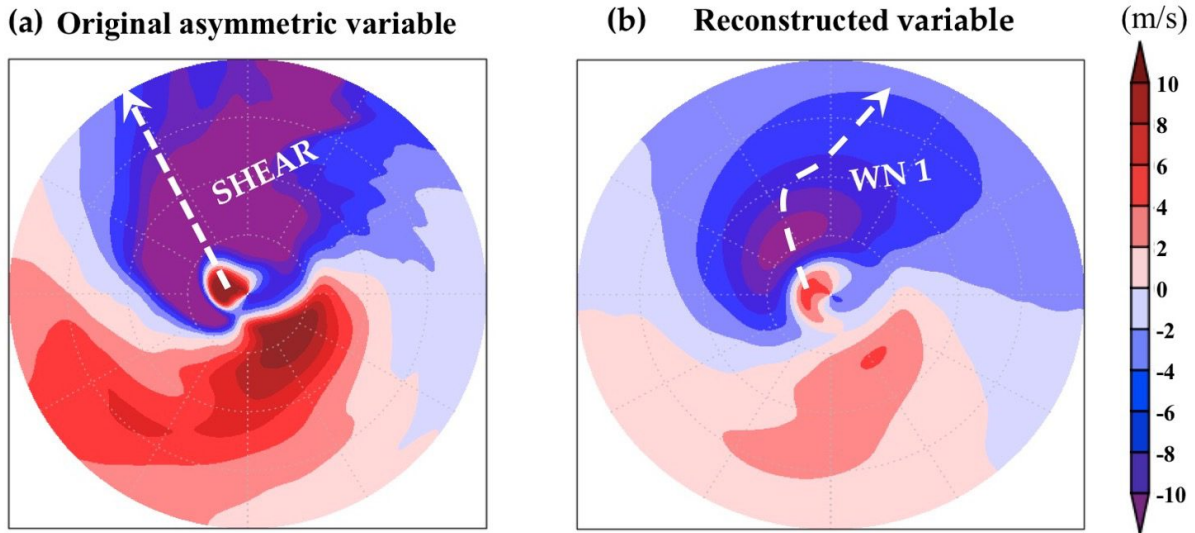 (a) Original asymmetric variable
(b) Reconstructed variable
(m/s)
SHEAR
WN 1
10
8
6
4
2
0
-2
-4
-6
-8
-10